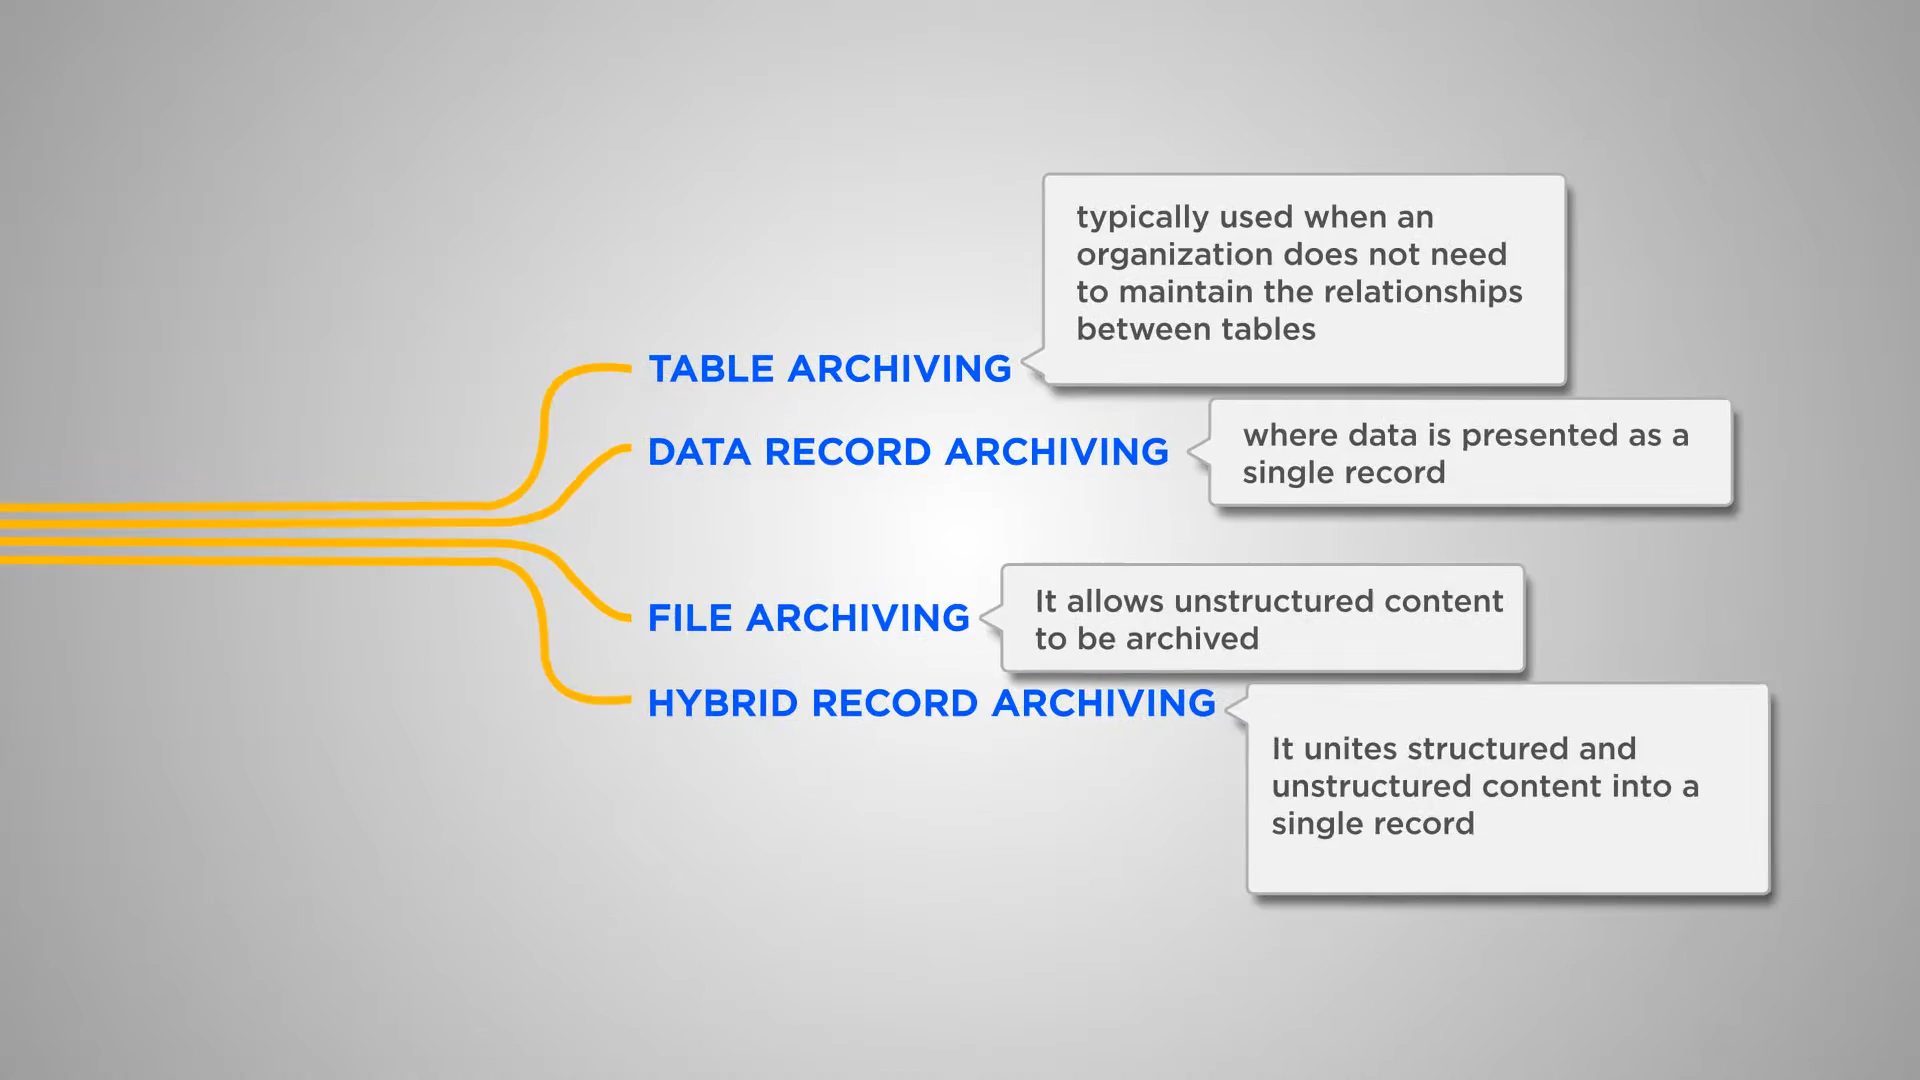 typically used when an
organization does not need
to maintain the relationships
between tables
TABLE ARCHIVING
DATA RECORD ARCHIVING
where data is presented as a
single record
FILE ARCHIVING
It allows unstructured content
to be archived
HYBRID RECORD ARCHIVING
It unites structured and
unstructured content into a
single record